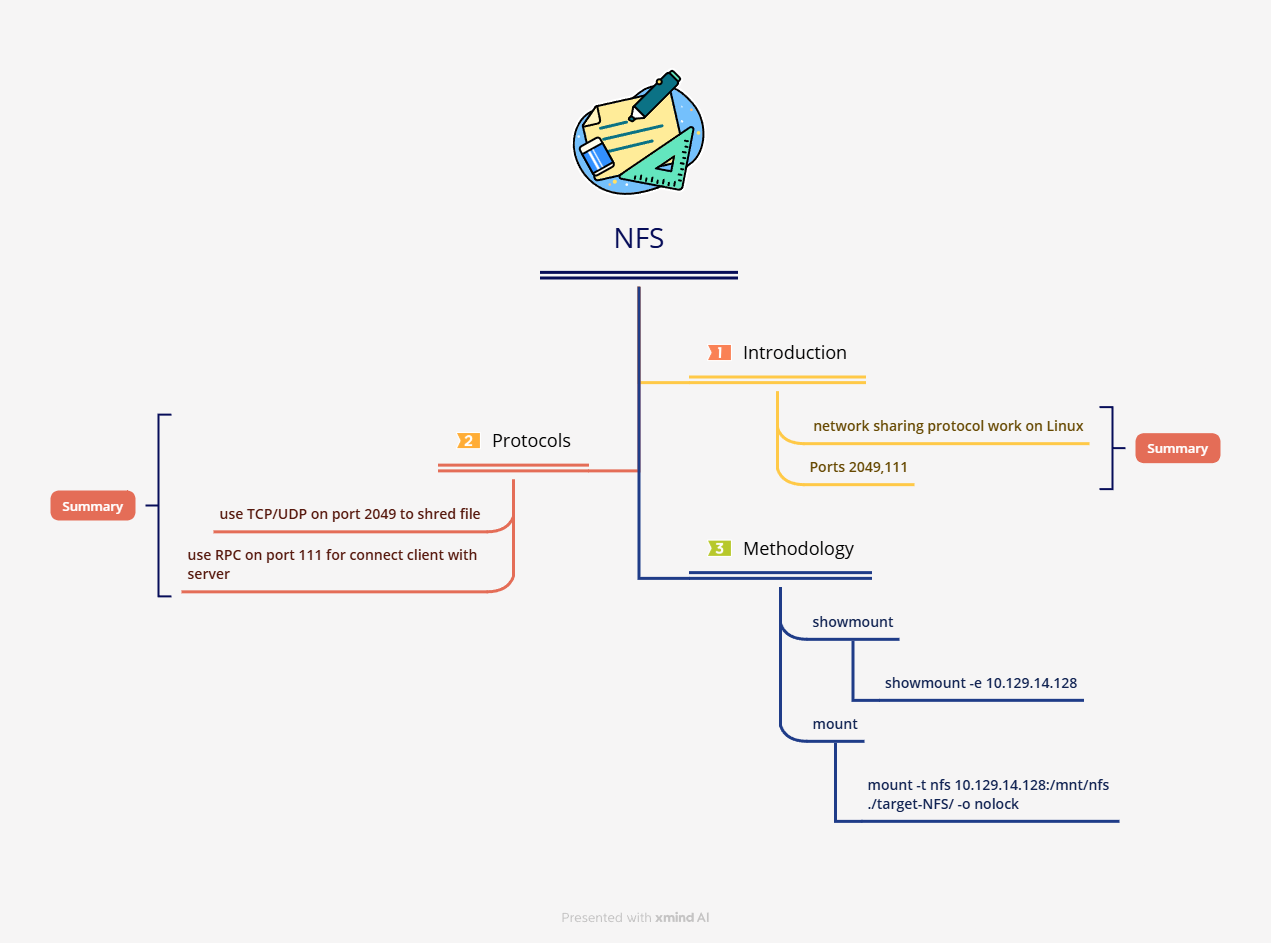 NFS
1 Introduction
network sharing protocol work on Linux
Ports 2049,111
Summary
2 Protocols
use TCP/UDP on port 2049 to shred file
use RPC on port 111 for connect client with
server
Summary
3 Methodology
showmount
showmount -e 10.129.14.128
mount
mount -t nfs 10.129.14.128:/mnt/nfs
./target-NFS/ -o nolock
Presented with xmind AI